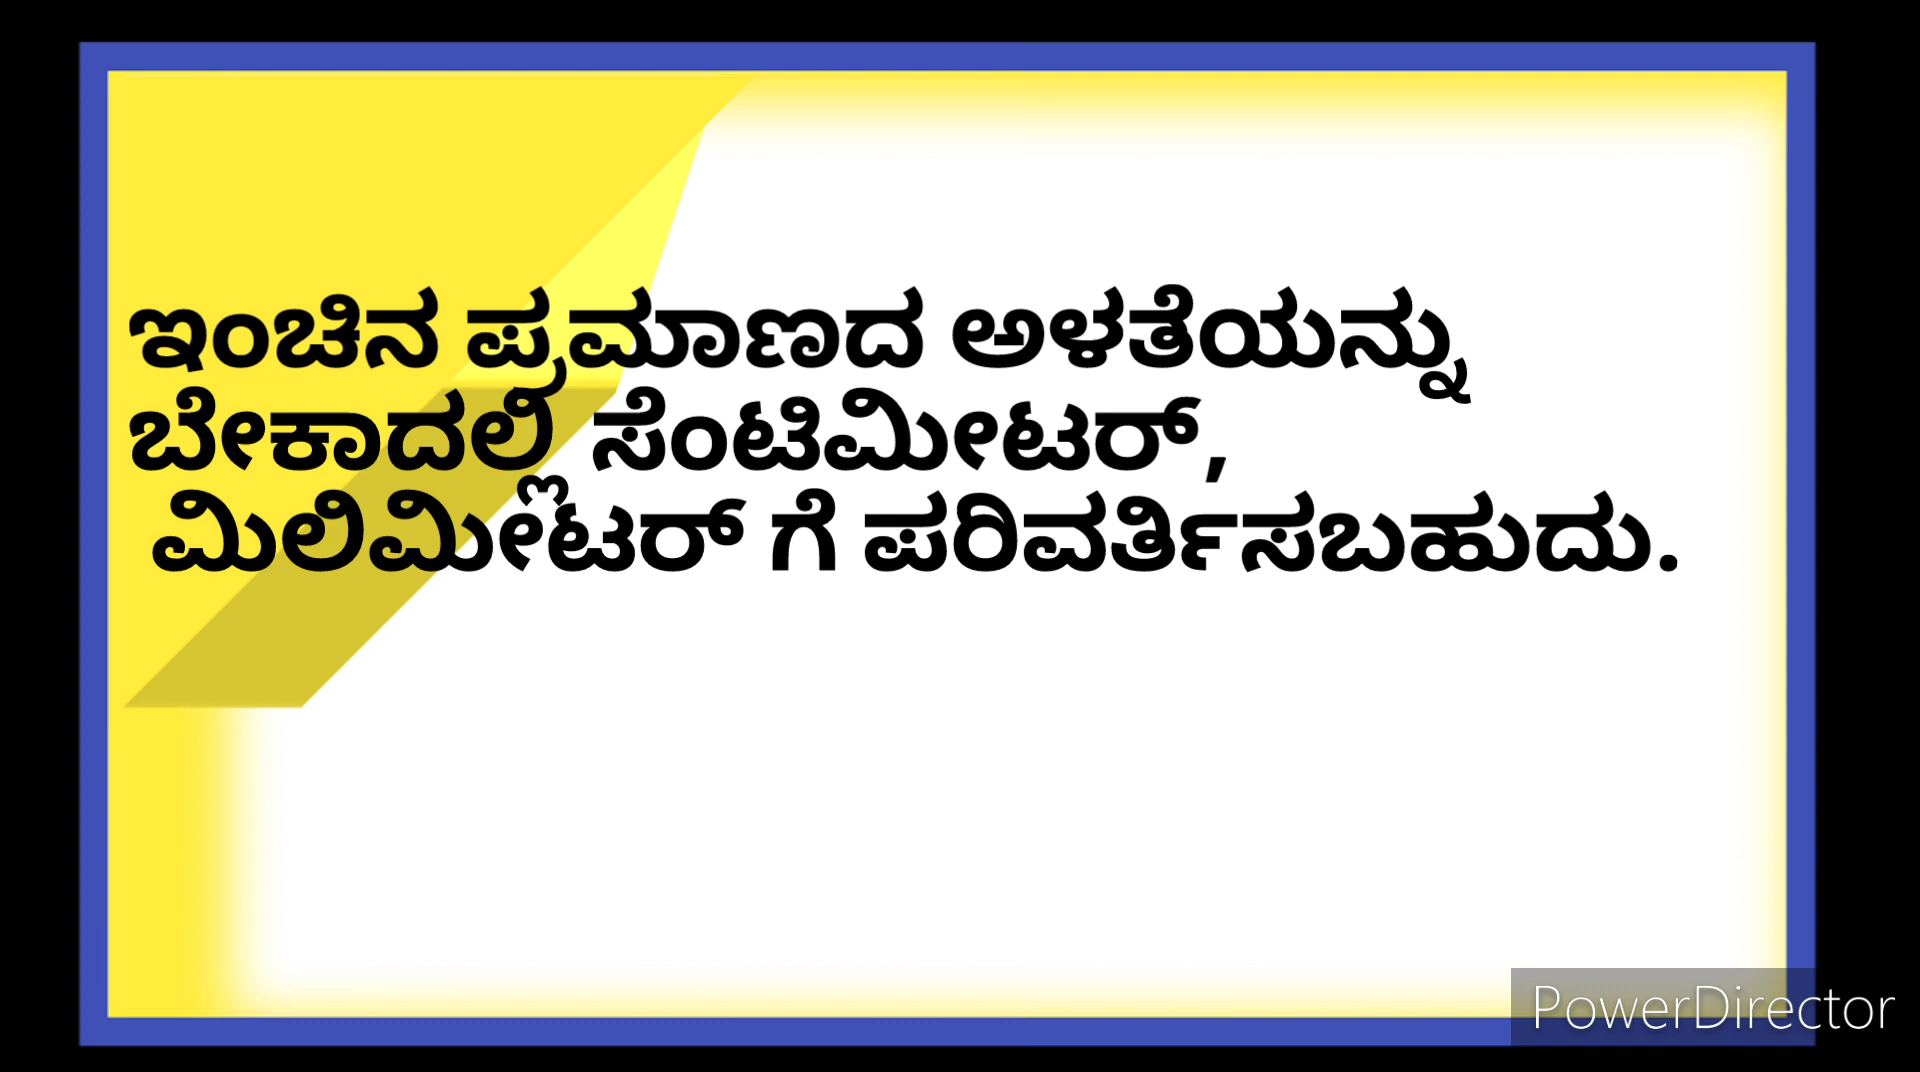 ಇಂಚಿನ ಪ್ರಮಾಣದ ಅಳತೆಯನ್ನು
ಬೇಕಾದಲ್ಲಿ ಸೆಂಟಿಮೀಟರ್,
ಮಿಲಿಮೀಟರ್ ಗೆ ಪರಿವರ್ತಿಸಬಹುದು.
PowerDirector